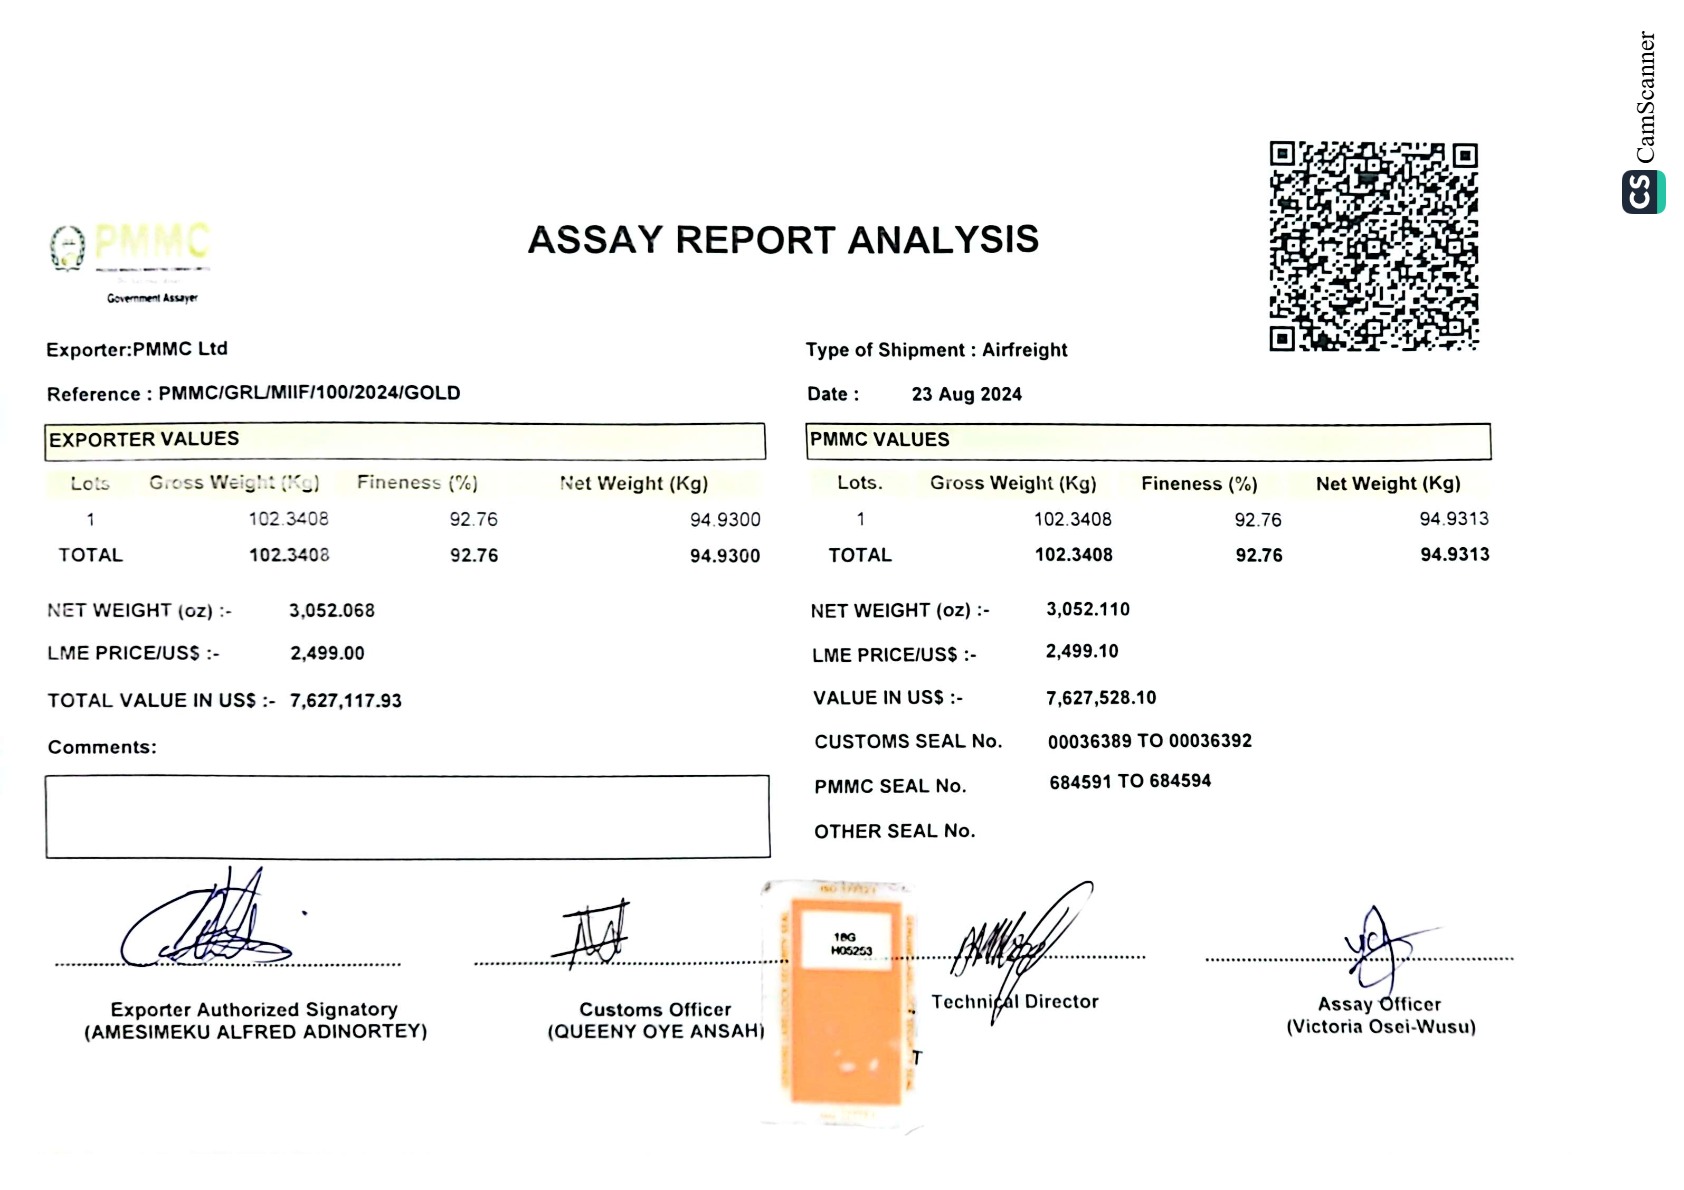 CamScanner
CS
PMMC
Government Assayer
ASSAY REPORT ANALYSIS
Exporter:PMMC Ltd
Type of Shipment : Airfreight
Reference : PMMC/GRL/MIIF/100/2024/GOLD
Date : 23 Aug 2024
EXPORTER VALUES
Lots Gross Weight (Kg) Fineness (%) Net Weight (Kg)
1 102.3408 92.76 94.9300
TOTAL 102.3408 92.76 94.9300
NET WEIGHT (oz) :- 3,052.068
LME PRICE/US$ :- 2,499.00
TOTAL VALUE IN US$ :- 7,627,117.93
Comments:
PMMC VALUES
Lots. Gross Weight (Kg) Fineness (%) Net Weight (Kg)
1 102.3408 92.76 94.9313
TOTAL 102.3408 92.76 94.9313
NET WEIGHT (oz) :- 3,052.110
LME PRICE/US$ :- 2,499.10
VALUE IN US$ :- 7,627,528.10
CUSTOMS SEAL No. 00036389 TO 00036392
PMMC SEAL No. 684591 TO 684594
OTHER SEAL No.
18G
H05253
Exporter Authorized Signatory
(AMESIMEKU ALFRED ADINORTEY)
Customs Officer
(QUEENY OYE ANSAH)
Technical Director
T
Assay Officer
(Victoria Osei-Wusu)